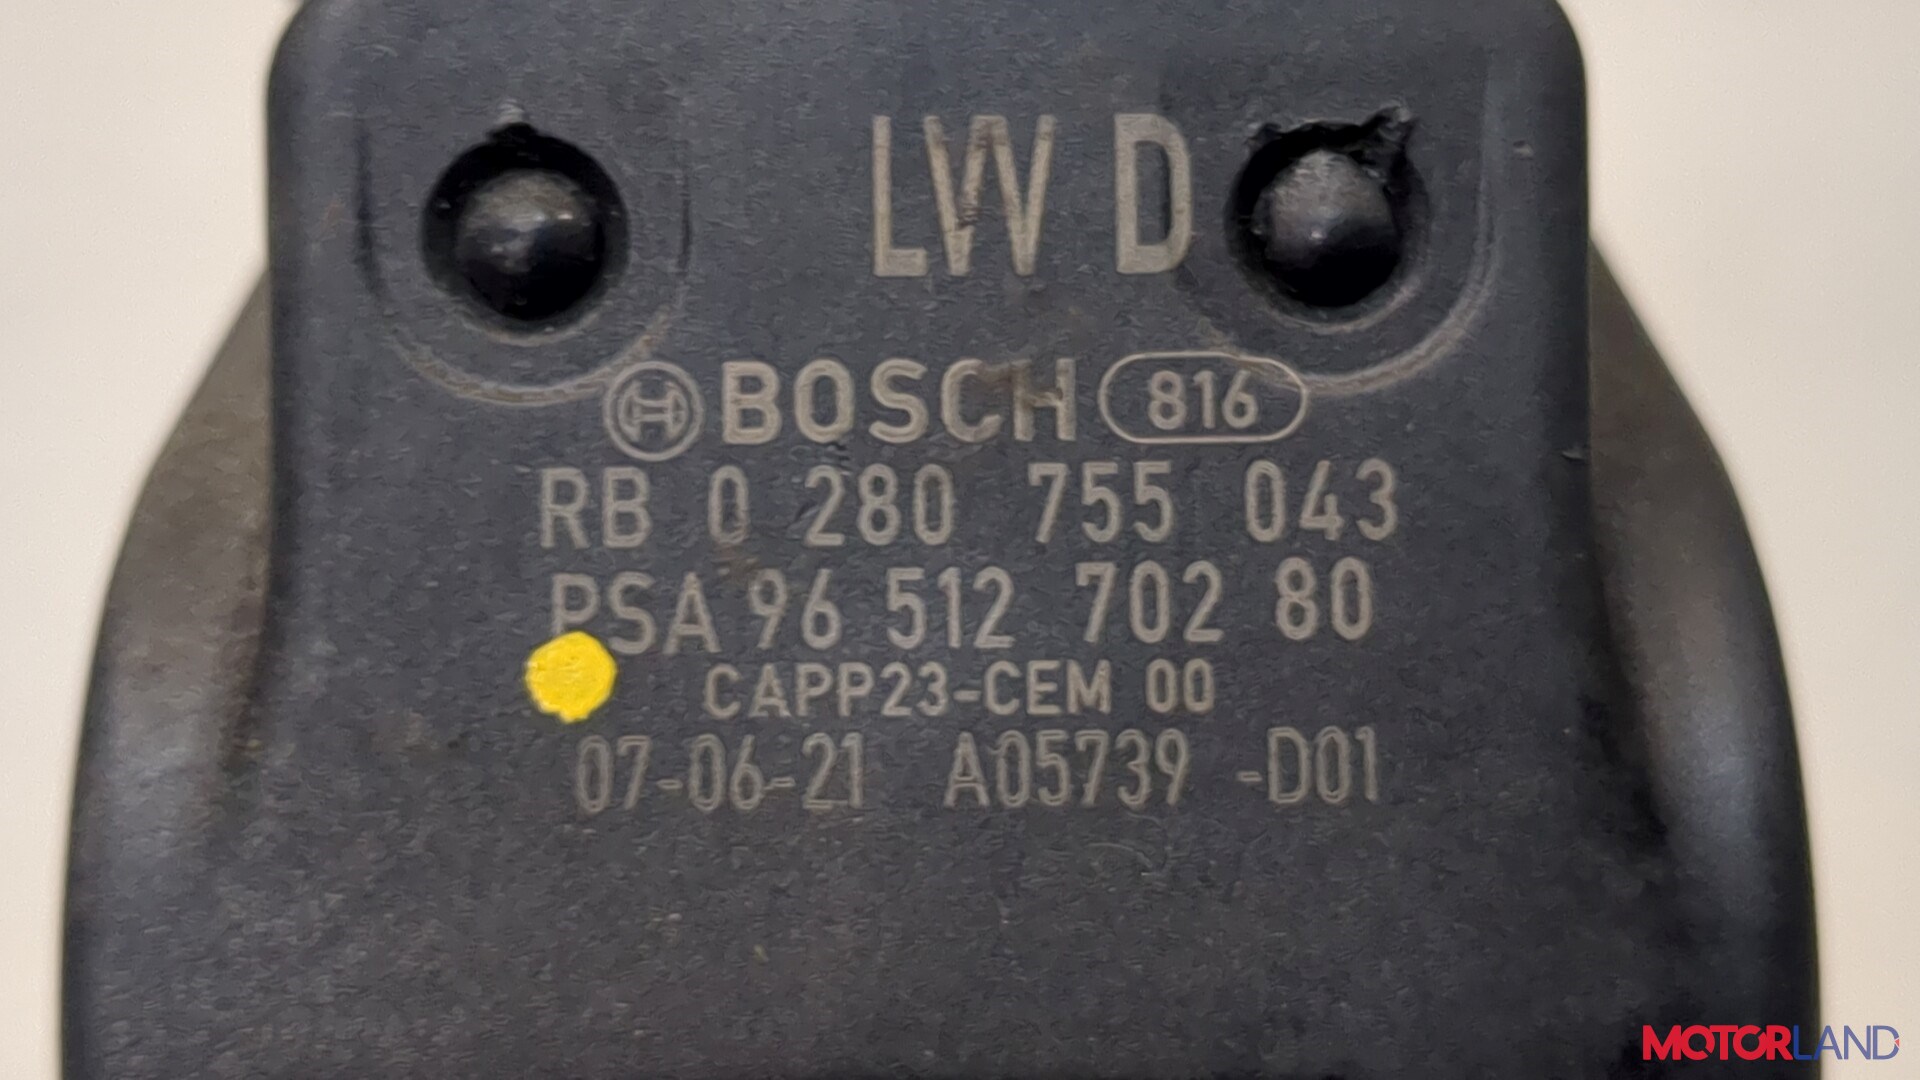 LW D
BOSCH 816
RB 0 280 755 043
PSA 96 512 702 80
CAPP23-CEM 00
07-06-21 A05739 -D01
MOTORLAND